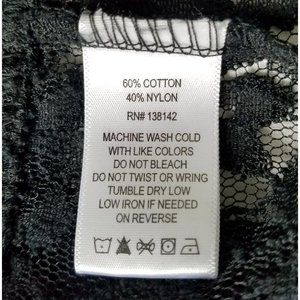 60% COTTON
40% NYLON
RN# 138142
MACHINE WASH COLD
WITH LIKE COLORS
DO NOT BLEACH
DO NOT TWIST OR WRING
TUMBLE DRY LOW
LOW IRON IF NEEDED
ON REVERSE